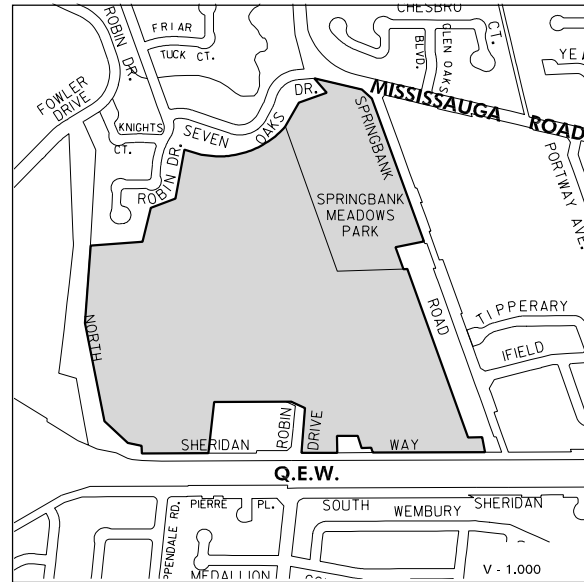 CHESBRO
ROBIN DR.
FRIAR
TUCK CT.
BLVD.
GLEN OAKS
CT.
FOWLER
DRIVE
KNIGHTS
CT.
SEVEN
OAKS
DR.
MISSISSAUGA ROAD
ROBIN DR.
SPRINGBANK
ROAD
PORTWAY AVE.
SPRINGBANK
MEADOWS
PARK
TIPPERARY
IFIELD
NORTH
SHERIDAN
WAY
ROBIN
DRIVE
Q.E.W.
PIERRE PL.
SOUTH
SHERIDAN
WEMBURY
PPENDALE RD.
MEDALLION
V - 1.000